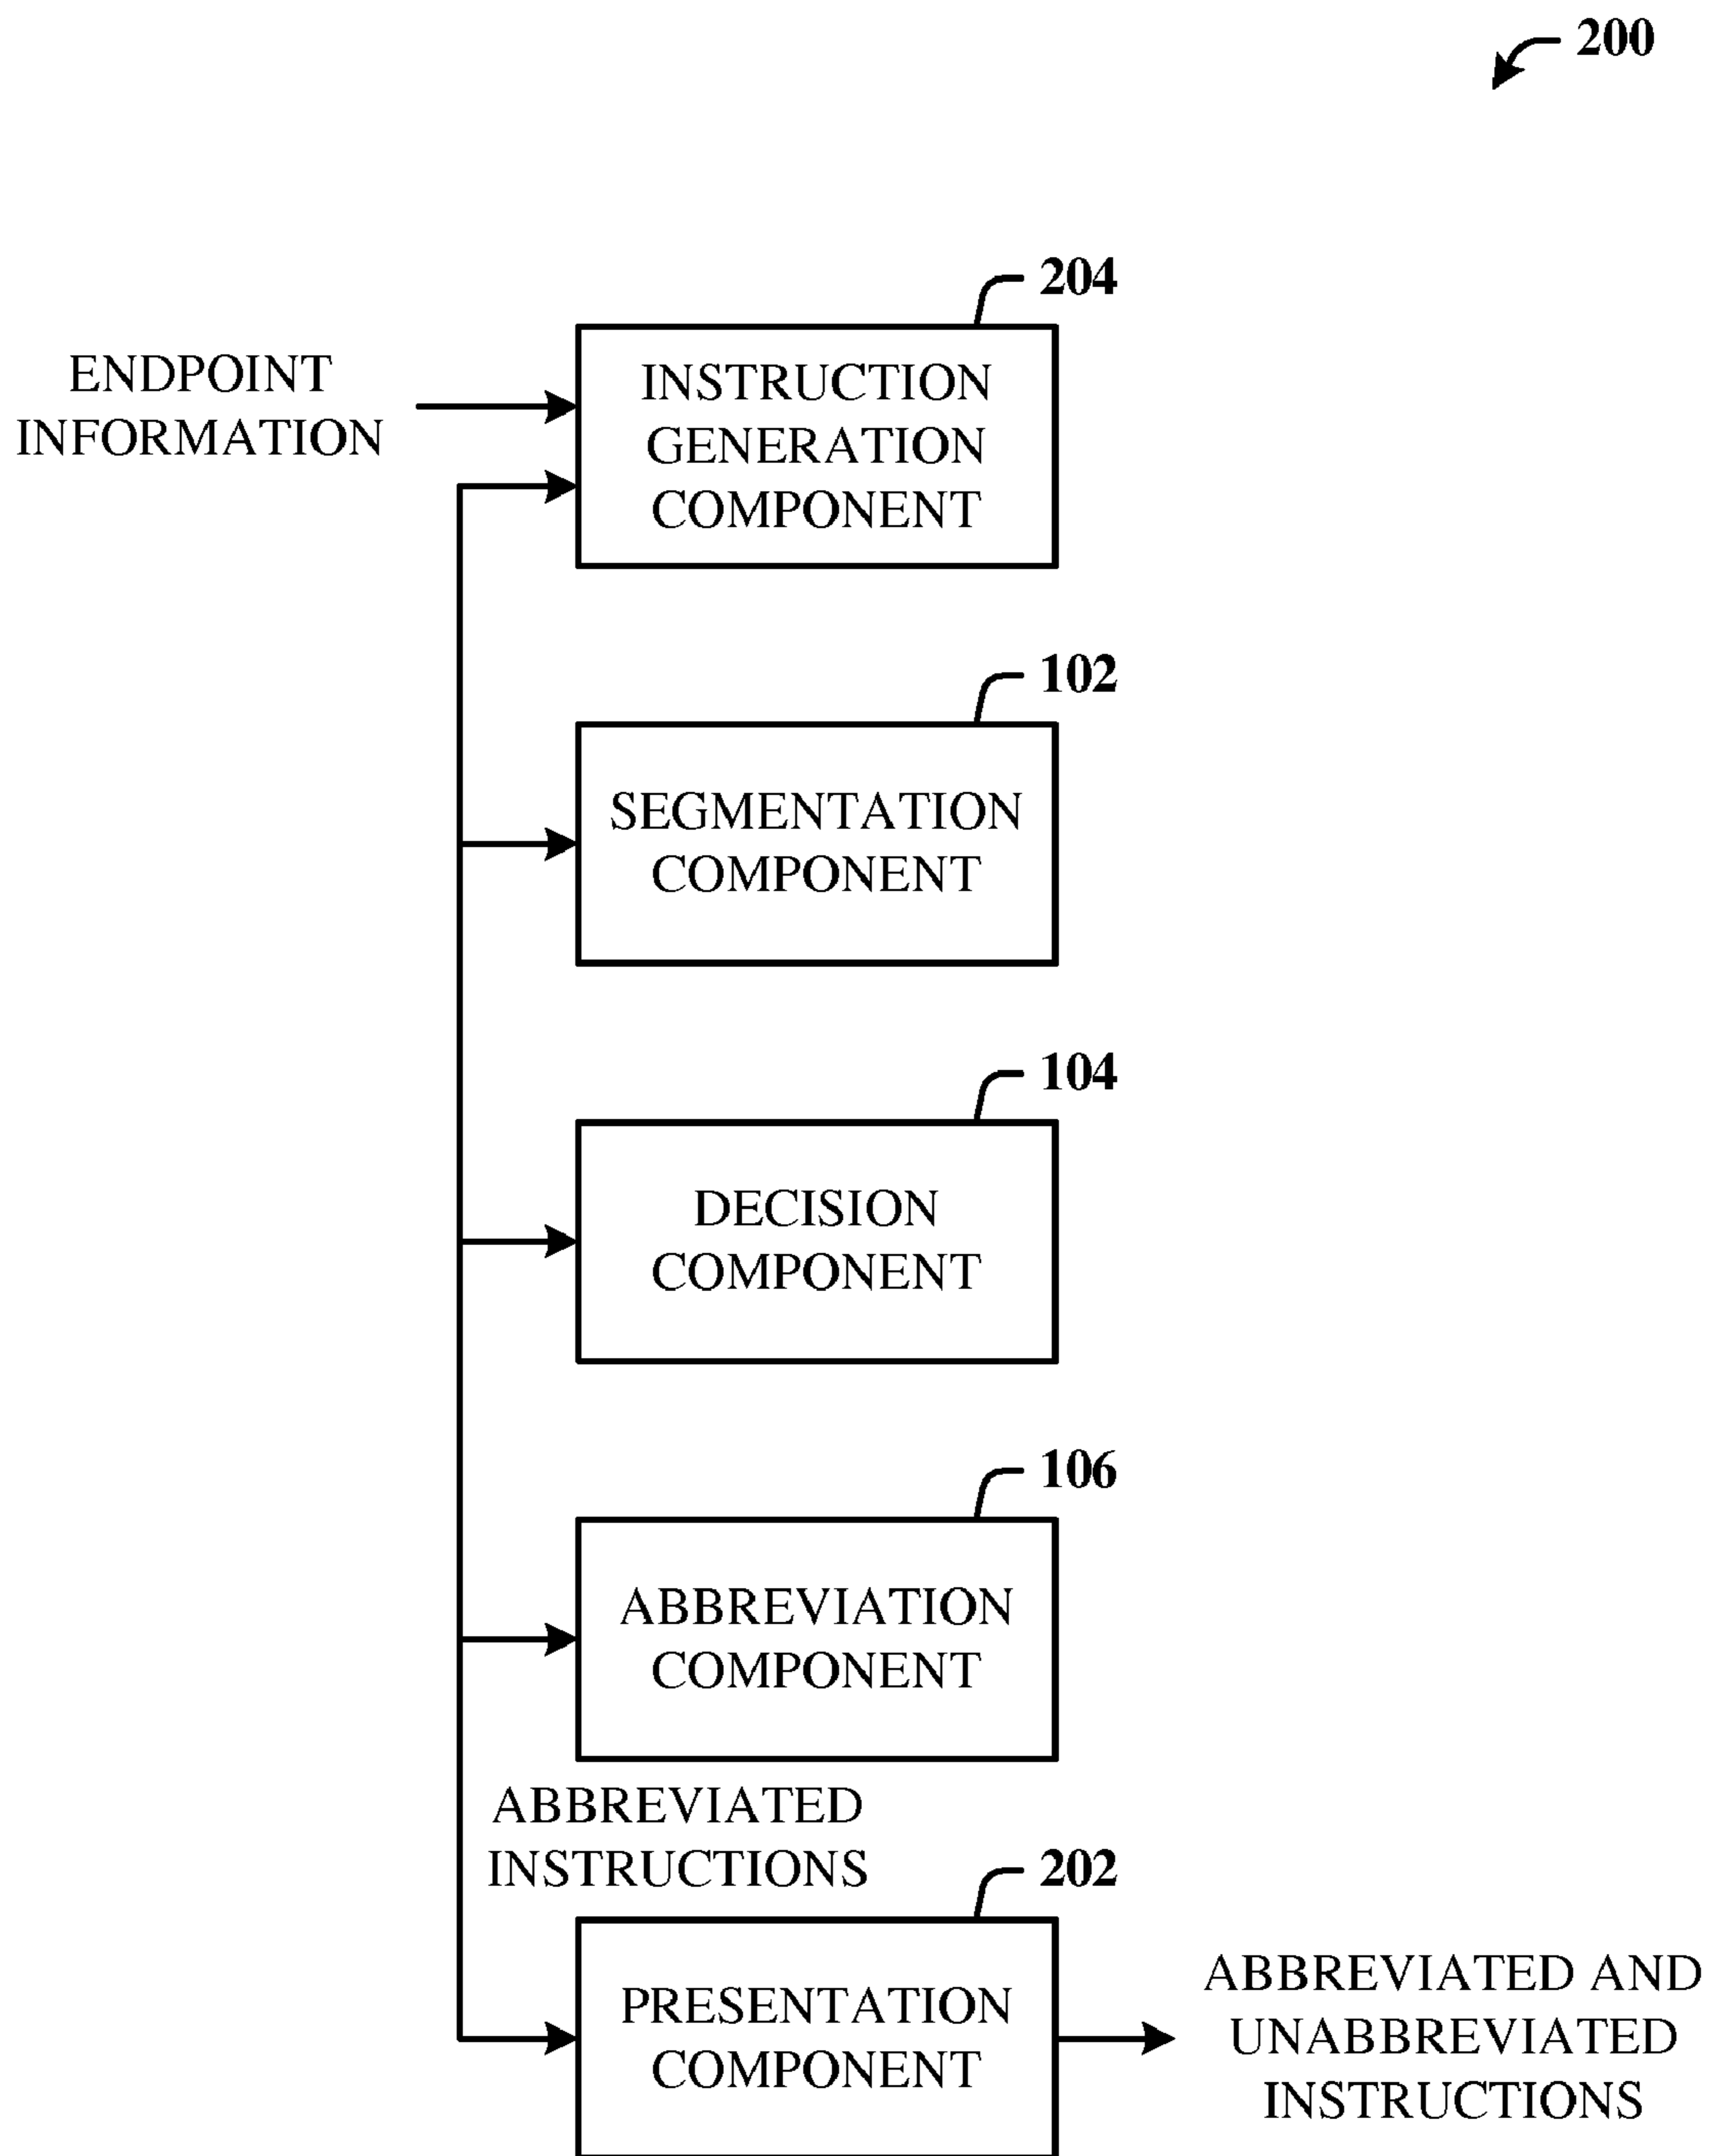 200
204
ENDPOINT
INFORMATION
INSTRUCTION
GENERATION
COMPONENT
102
SEGMENTATION
COMPONENT
104
DECISION
COMPONENT
106
ABBREVIATION
COMPONENT
ABBREVIATED
INSTRUCTIONS
202
PRESENTATION
COMPONENT
ABBREVIATED AND
UNABBREVIATED
INSTRUCTIONS